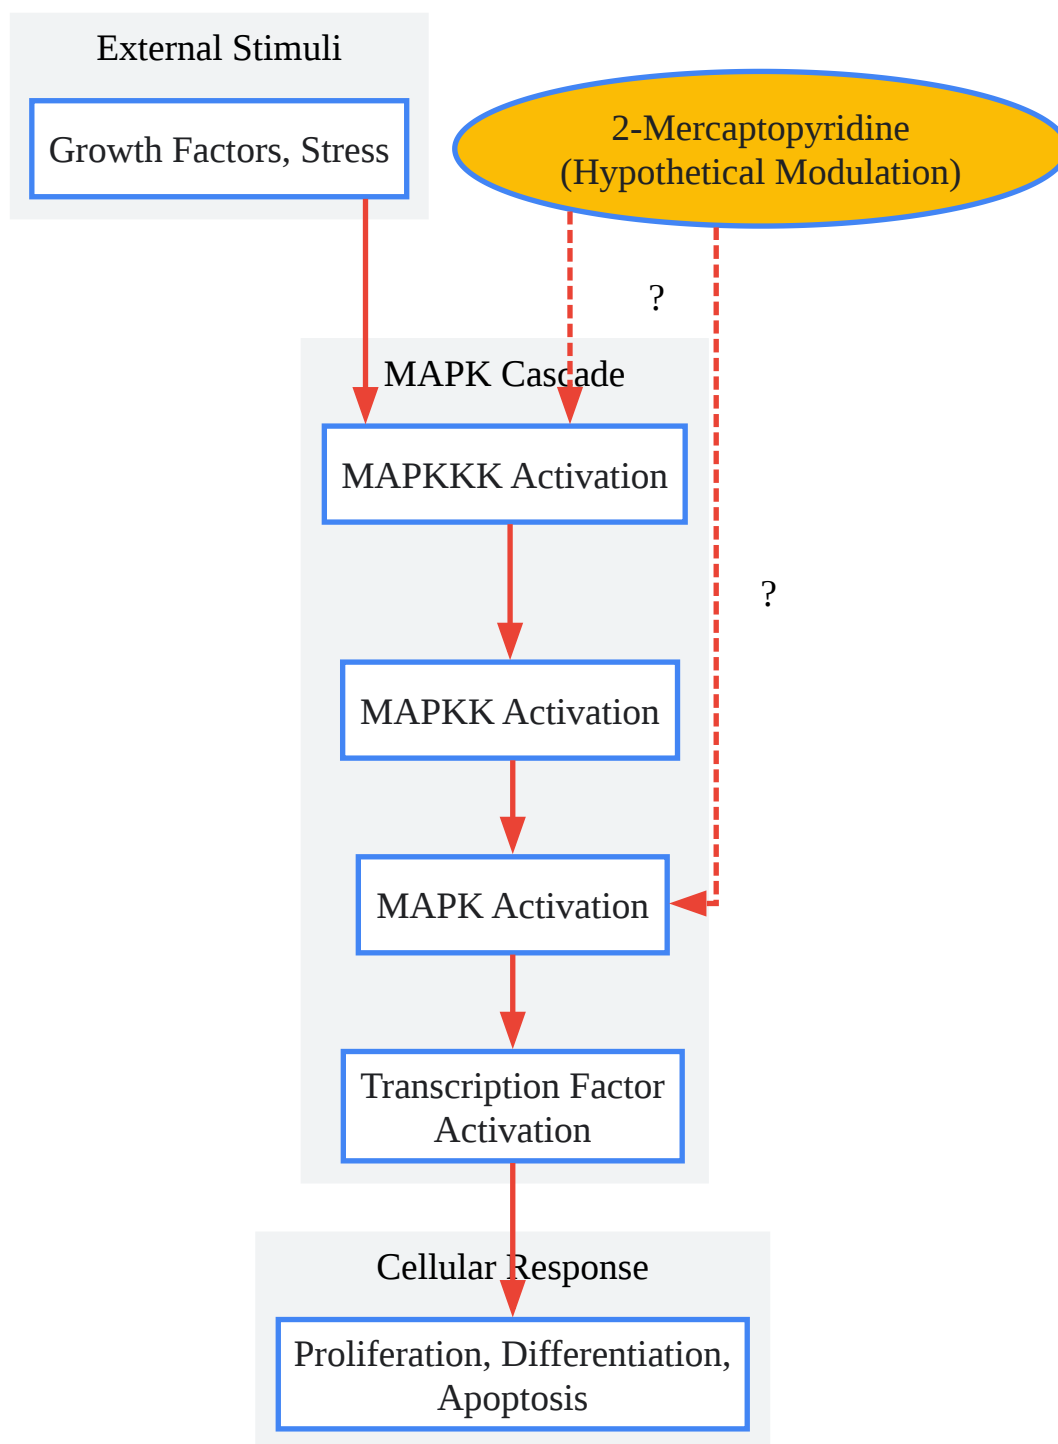 External Stimuli
Growth Factors, Stress
2-Mercaptopyridine
(Hypothetical Modulation)
?
MAPK Cascade
MAPKKK Activation
?
MAPKK Activation
MAPK Activation
Transcription Factor
Activation
Cellular Response
Proliferation, Differentiation,
Apoptosis